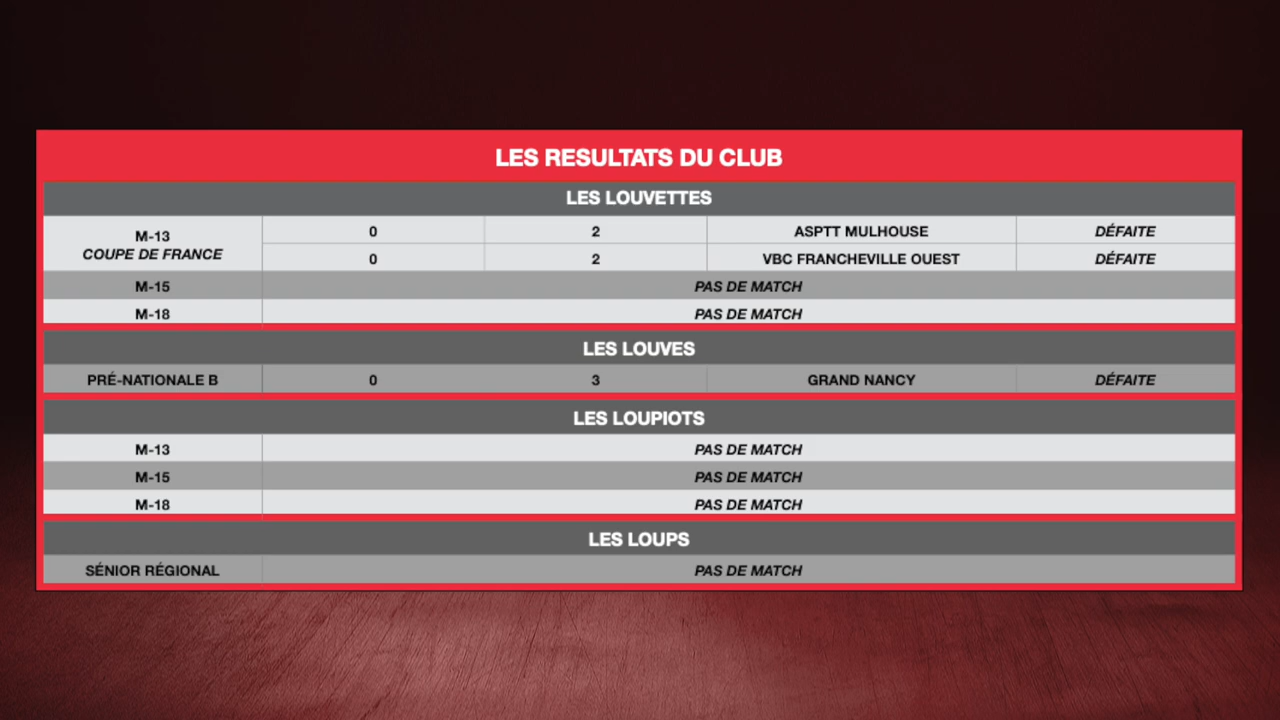 LES RESULTATS DU CLUB
LES LOUVETTES
M-13
COUPE DE FRANCE
0 2 ASPTT MULHOUSE DÉFAITE
0 2 VBC FRANCHEVILLE OUEST DÉFAITE
M-15 PAS DE MATCH
M-18 PAS DE MATCH
LES LOUVES
PRÉ-NATIONALE B 0 3 GRAND NANCY DÉFAITE
LES LOUPIOTS
M-13 PAS DE MATCH
M-15 PAS DE MATCH
M-18 PAS DE MATCH
LES LOUPS
SÉNIOR RÉGIONAL PAS DE MATCH